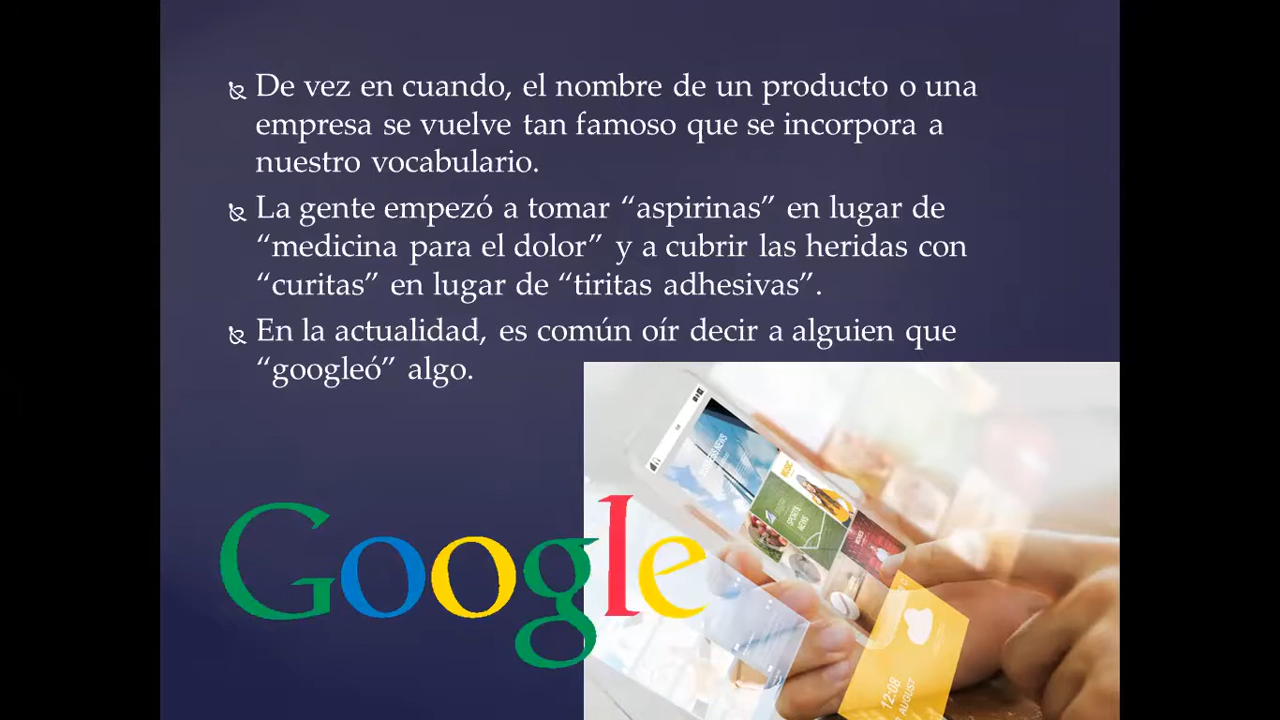 De vez en cuando, el nombre de un producto o una
empresa se vuelve tan famoso que se incorpora a
nuestro vocabulario.
La gente empezó a tomar “aspirinas” en lugar de
“medicina para el dolor” y a cubrir las heridas con
“curitas” en lugar de “tiritas adhesivas”.
En la actualidad, es común oír decir a alguien que
“googleó” algo.
Google
MUSIC
SPORTS
NEWS
12:08
AUGUST